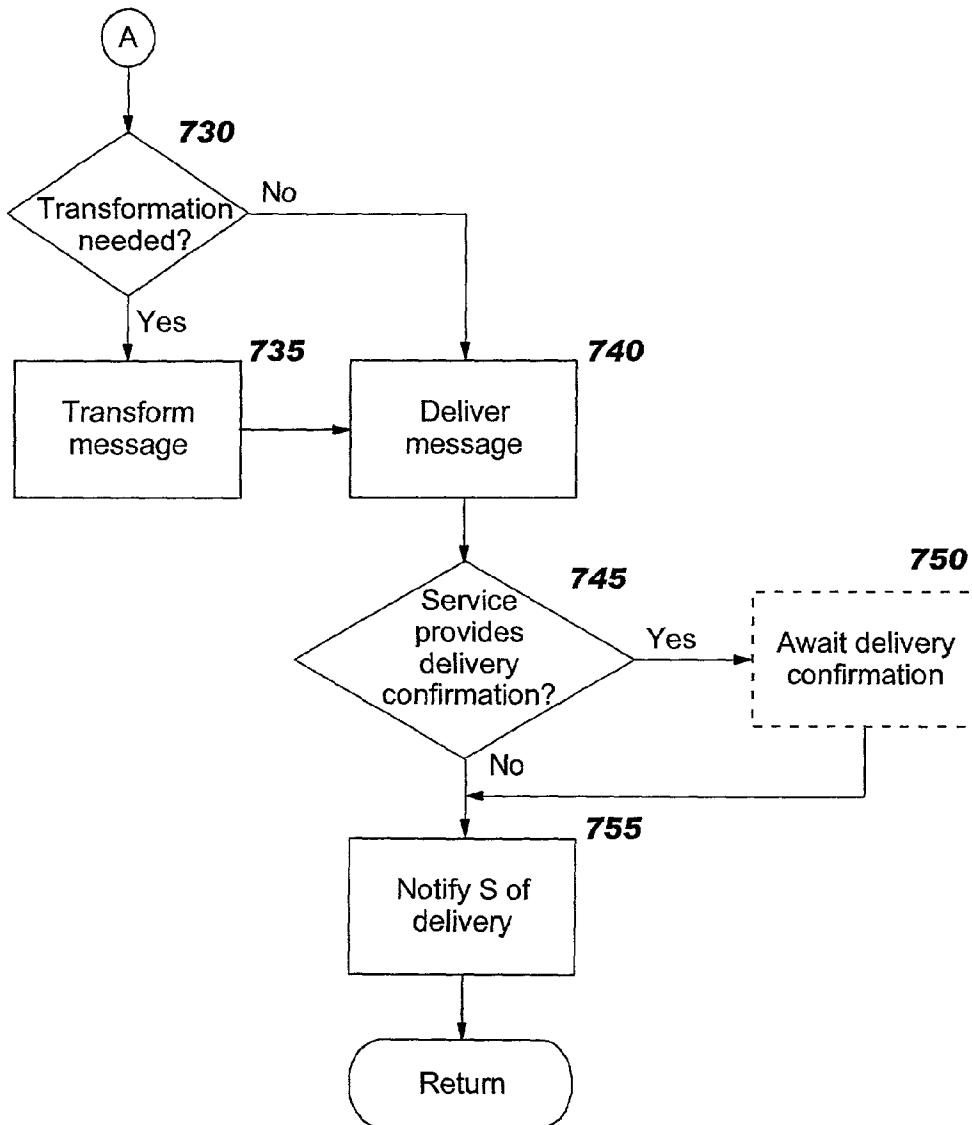 A
730
No
Transformation
needed?
Yes
735
740
Transform
message
Deliver
message
745
750
Service
provides
delivery
confirmation?
Yes
Await delivery
confirmation
No
755
Notify S of
delivery
Return